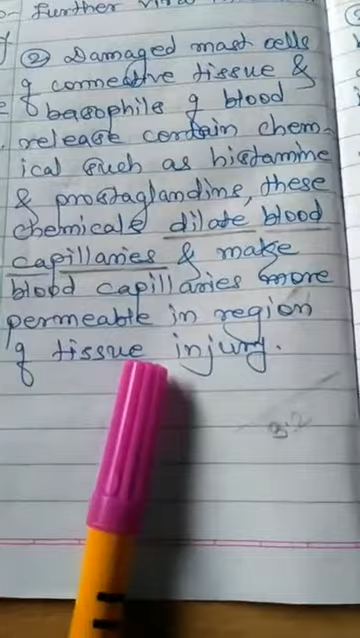 further
② Damaged mast cells
of connective tissue &
basophils of blood
release certain chem-
ical such as histamine
& prostaglandins, these
chemicals dilate blood
capillaries & make
blood capillaries more
permeable in region
of tissue injury.